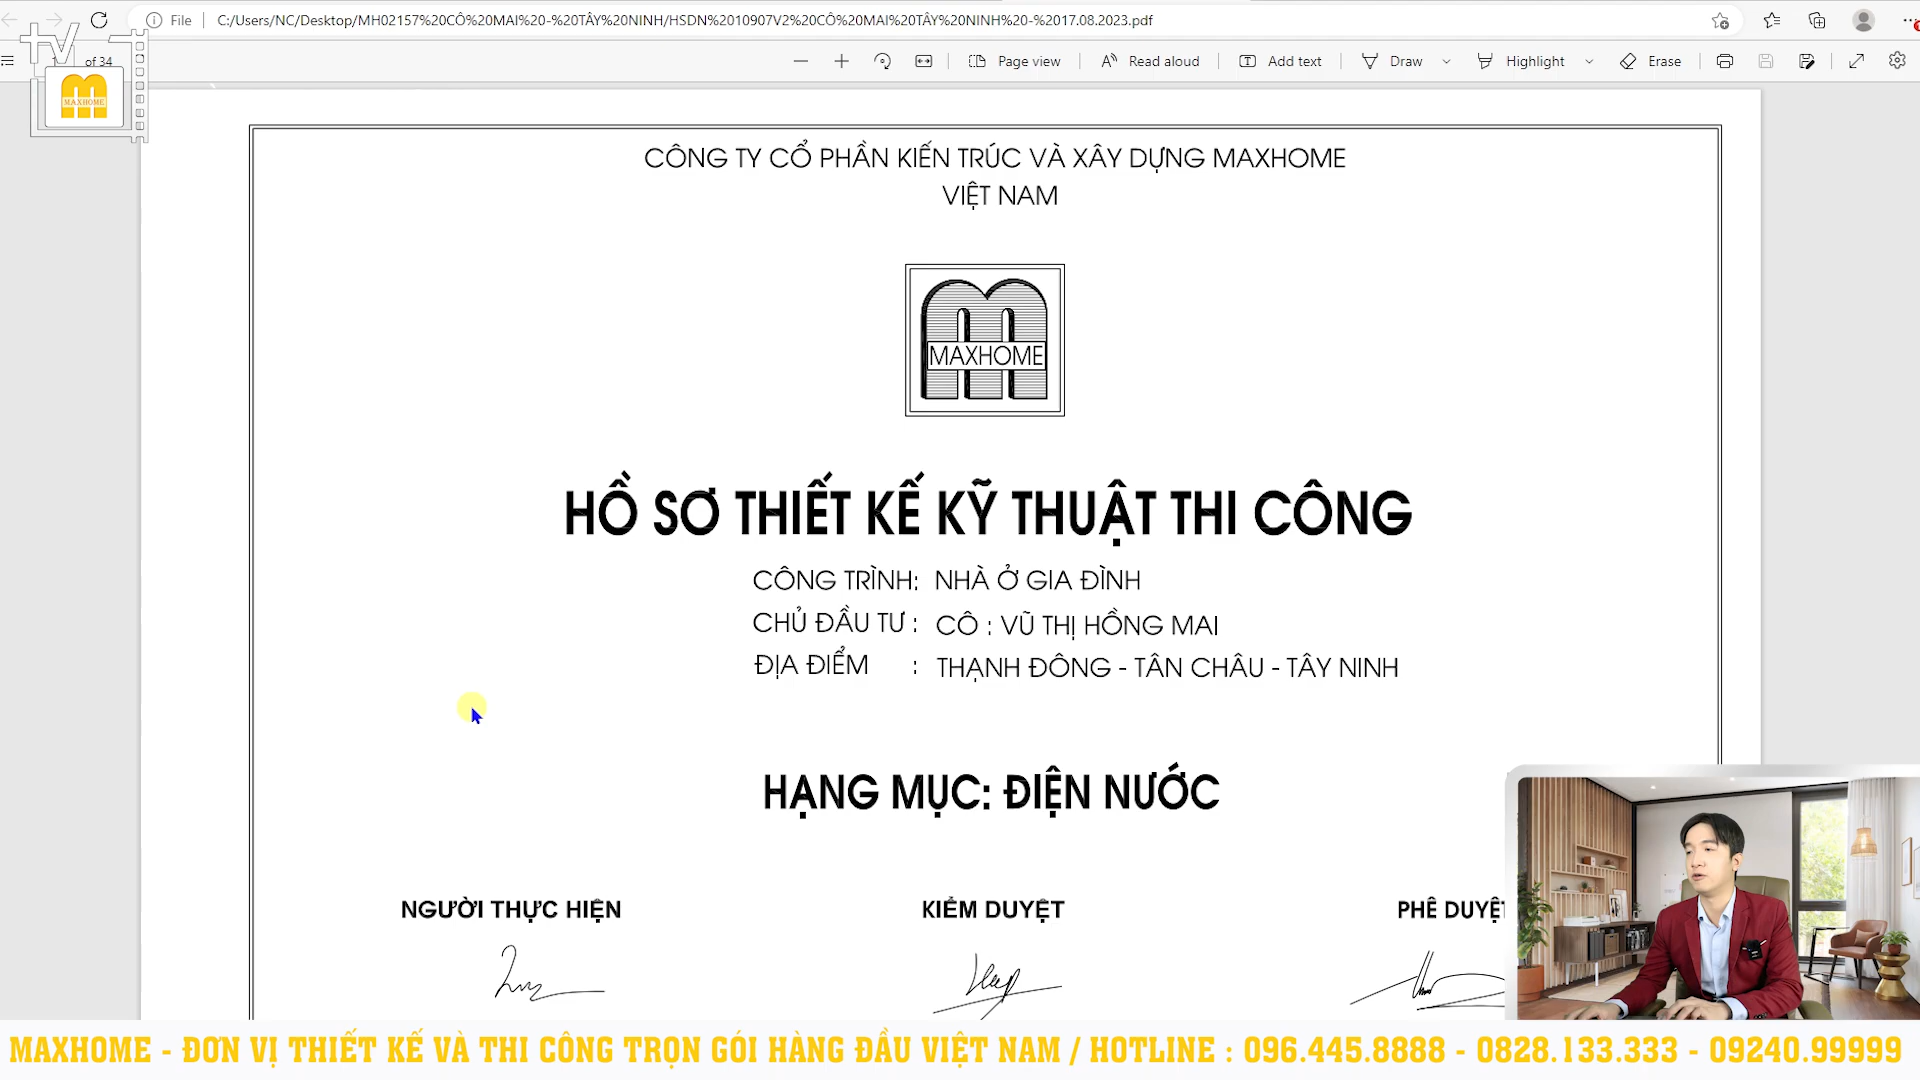 File
C:/Users/NC/Desktop/MH02157%20CÔ%20MAI%20-%20TÂY%20NINH/HSDN%2010907V2%20CÔ%20MAI%20TÂY%20NINH%20-%2017.08.2023.pdf
tv
of 34
Page view
Read aloud
Add text
Draw
Highlight
Erase
MAXHOME
CÔNG TY CỔ PHẦN KIẾN TRÚC VÀ XÂY DỰNG MAXHOME
VIỆT NAM
MAXHOME
HỒ SƠ THIẾT KẾ KỸ THUẬT THI CÔNG
CÔNG TRÌNH: NHÀ Ở GIA ĐÌNH
CHỦ ĐẦU TƯ : CÔ : VŨ THỊ HỒNG MAI
ĐỊA ĐIỂM : THẠNH ĐÔNG - TÂN CHÂU - TÂY NINH
HẠNG MỤC: ĐIỆN NƯỚC
NGƯỜI THỰC HIỆN
KIỂM DUYỆT
PHÊ DUYỆT
MAXHOME - ĐƠN VỊ THIẾT KẾ VÀ THI CÔNG TRỌN GÓI HÀNG ĐẦU VIỆT NAM / HOTLINE : 096.445.8888 - 0828.133.333 - 09240.99999